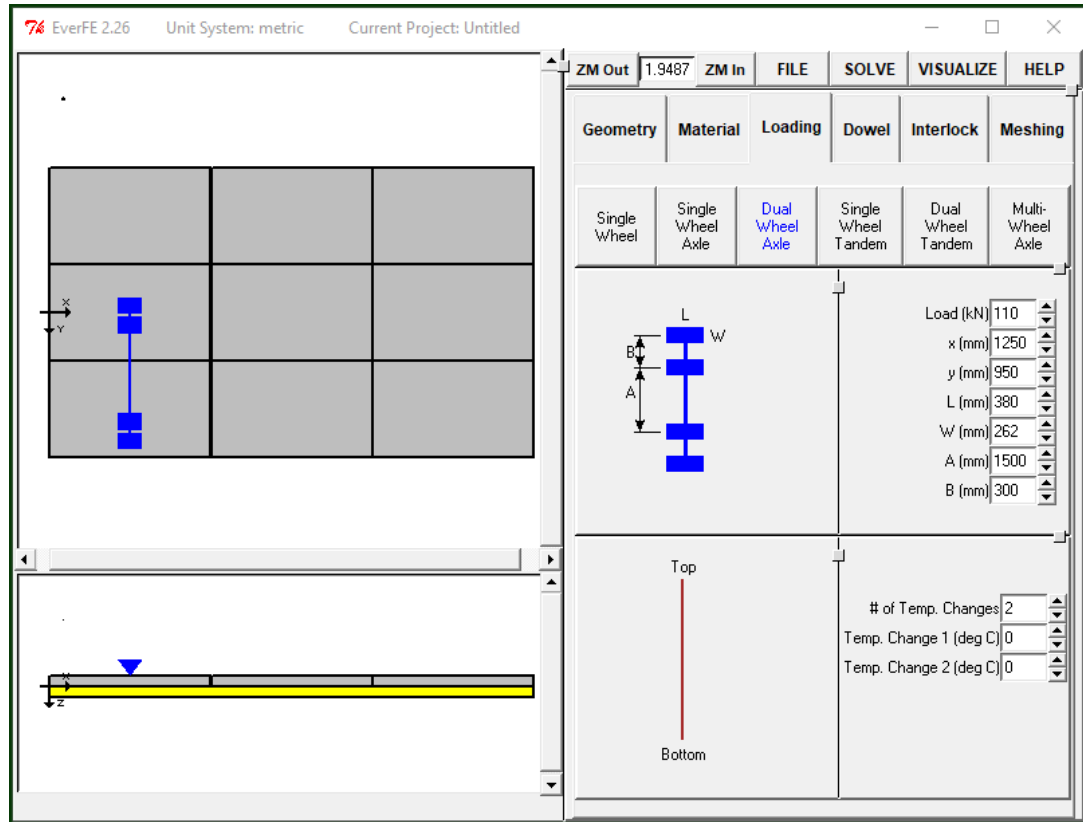 EverFE 2.26 Unit System: metric Current Project: Untitled
ZM Out 1.9487 ZM In FILE SOLVE VISUALIZE HELP
Geometry Material Loading Dowel Interlock Meshing
Single Wheel
Single Wheel Axle
Dual Wheel Axle
Single Wheel Tandem
Dual Wheel Tandem
Multi-Wheel Axle
X
Y
L
W
B
A
Load (kN) 110
x (mm) 1250
y (mm) 950
L (mm) 380
W (mm) 262
A (mm) 1500
B (mm) 300
X
Z
Top
Bottom
# of Temp. Changes 2
Temp. Change 1 (deg C) 0
Temp. Change 2 (deg C) 0